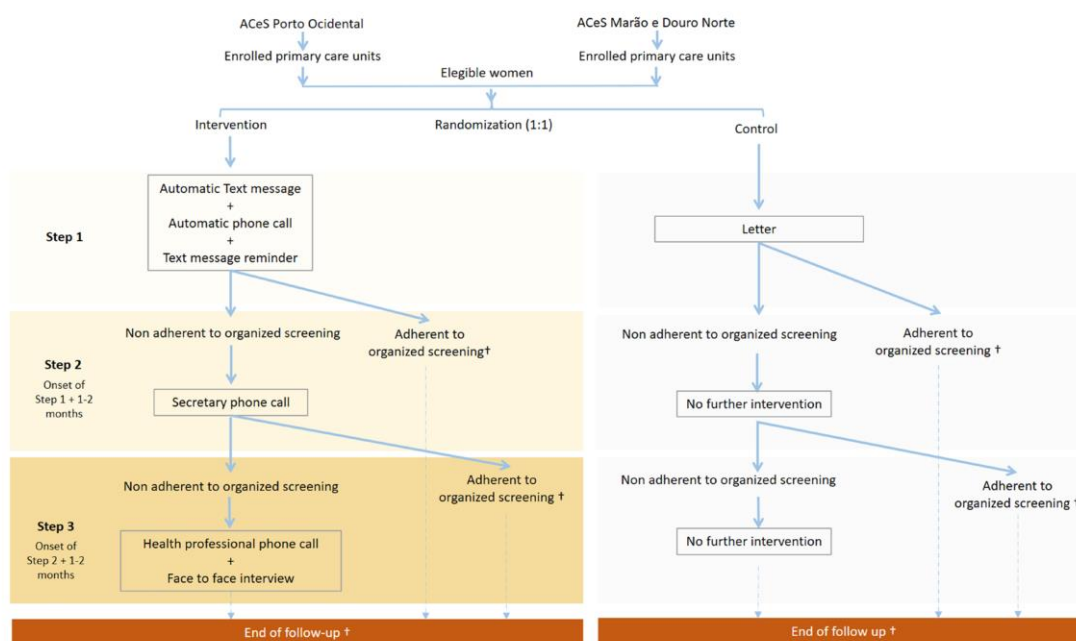 ACeS Porto Ocidental
ACeS Marão e Douro Norte
Enrolled primary care units
Enrolled primary care units
Elegible women
Intervention
Randomization (1:1)
Control
Step 1
Automatic Text message
+
Automatic phone call
+
Text message reminder
Letter
Step 2
Onset of
Step 1 + 1-2
months
Non adherent to organized screening
Adherent to
organized screening†
Secretary phone call
Non adherent to organized screening
Adherent to
organized screening †
No further intervention
Step 3
Onset of
Step 2 + 1-2
months
Non adherent to organized screening
Adherent to
organized screening †
Health professional phone call
+
Face to face interview
Non adherent to organized screening
Adherent to
organized screening †
No further intervention
End of follow-up †
End of follow up †